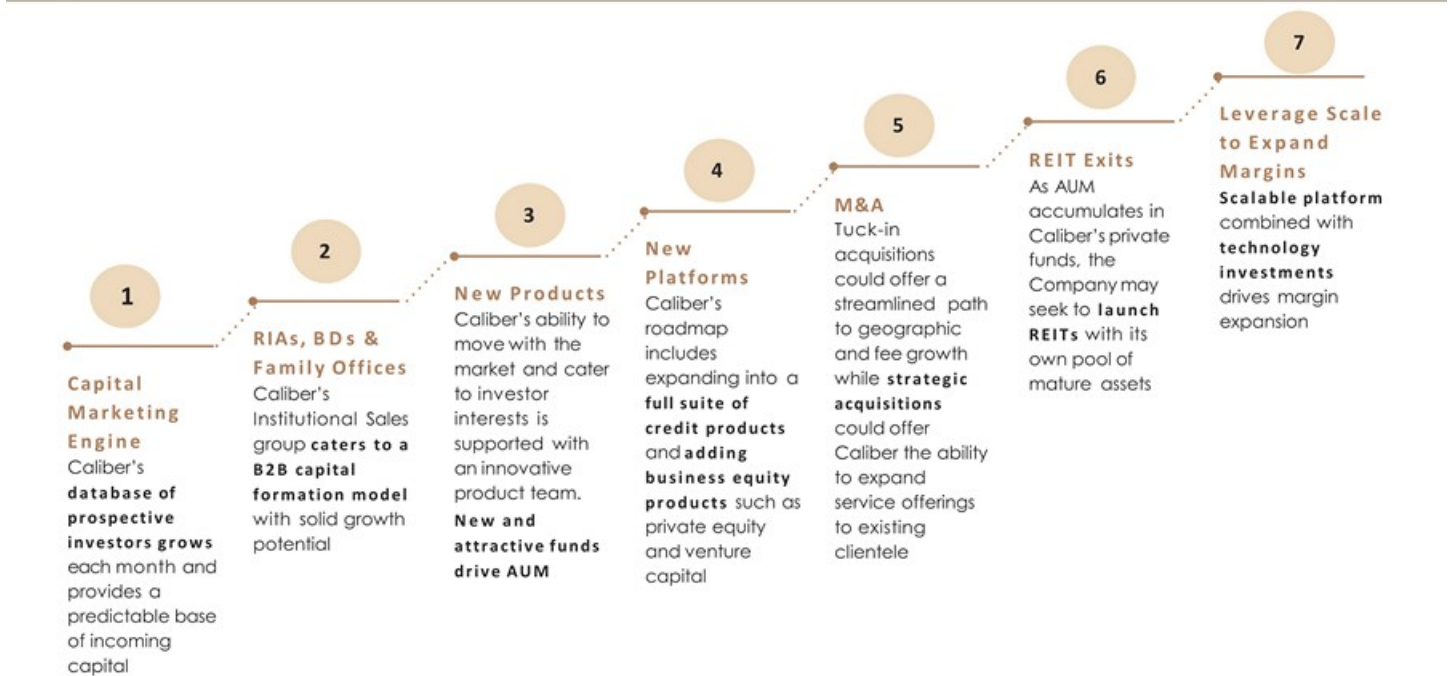 1
Capital
Marketing
Engine
Caliber's
database of
prospective
investors grows
each month and
provides a
predictable base
of incoming
capital
2
RIAs, BDs &
Family Offices
Caliber's
Institutional Sales
group caters to a
B2B capital
formation model
with solid growth
potential
3
New Products
Caliber's ability to
move with the
market and cater
to investor
interests is
supported with
an innovative
product team.
New and
attractive funds
drive AUM
4
New
Platforms
Caliber's
roadmap
includes
expanding into a
full suite of
credit products
and adding
business equity
products such as
private equity
and venture
capital
5
M&A
Tuck-in
acquisitions
could offer a
streamlined path
to geographic
and fee growth
while strategic
acquisitions
could offer
Caliber the ability
to expand
service offerings
to existing
clientele
6
REIT Exits
As AUM
accumulates in
Caliber's private
funds, the
Company may
seek to launch
REITs with its
own pool of
mature assets
7
Leverage Scale
to Expand
Margins
Scalable platform
combined with
technology
investments
drives margin
expansion